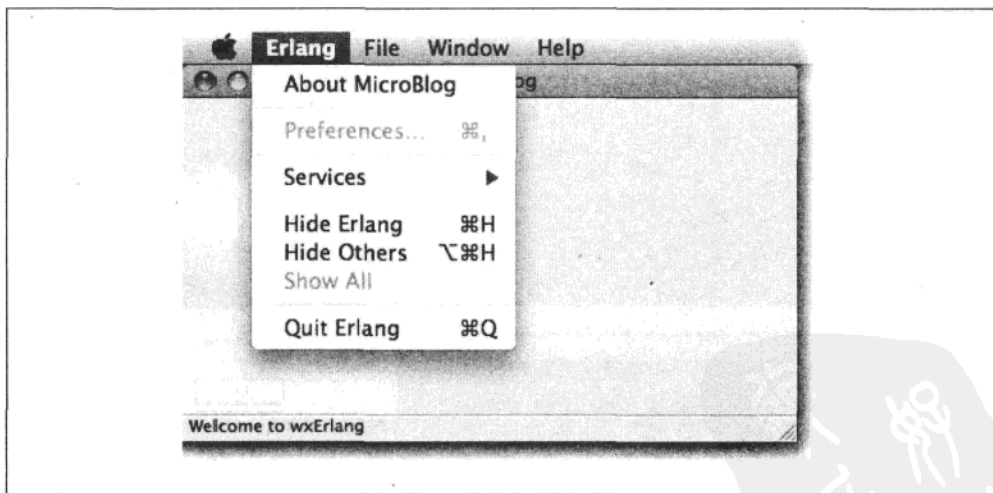 Erlang File Window Help
og
About MicroBlog
Preferences... ⌘,
Services ▶
Hide Erlang ⌘H
Hide Others ⌥⌘H
Show All
Quit Erlang ⌘Q
Welcome to wxErlang